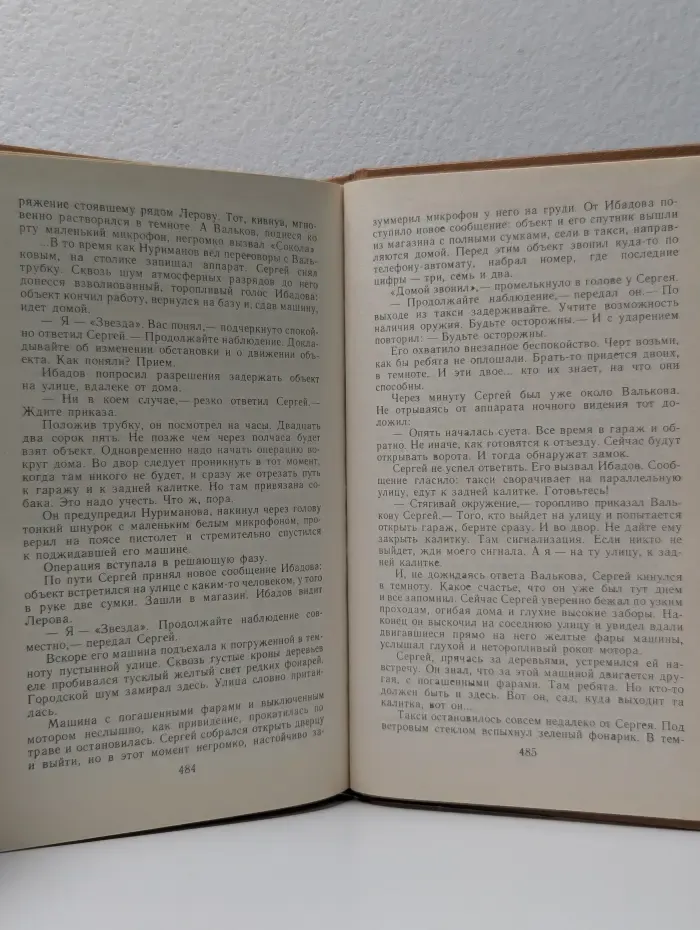 ряжение стоявшему рядом Лерову. Тот, кивнув, мгно-
венно растворился в темноте. А Вальков, поднеся ко
рту маленький микрофон, негромко вызвал «Сокола»
...В то время как Нуриманов вёл переговоры с Валь-
ковым, на столике запищал аппарат. Сергей снял
трубку. Сквозь шум атмосферных разрядов до него
донесся взволнованный, торопливый голос Ибадова:
объект кончил работу, вернулся на базу и, сдав машину,
идет домой.
— Я — «Звезда». Вас понял,— подчеркнуто спокой-
но ответил Сергей.— Продолжайте наблюдение. Докла-
дывайте об изменении обстановки и о движении объ-
екта. Как поняли? Прием.
Ибадов попросил разрешения задержать объект
на улице, вдалеке от дома.
— Ни в коем случае,— резко ответил Сергей.—
Ждите приказа.
Положив трубку, он посмотрел на часы. Двадцать
два сорок пять. Не позже чем через полчаса будет
взят объект. Одновременно надо начать операцию во-
круг дома. Во двор следует проникнуть в тот момент,
когда там никого не будет, и сразу же отрезать путь
к гаражу и к задней калитке. Но там привязана со-
бака. Это надо учесть. Что ж, пора.
Он предупредил Нуриманова, накинул через голову
тонкий шнурок с маленьким белым микрофоном, про-
верил на поясе пистолет и стремительно спустился
к поджидавшей его машине.
Операция вступала в решающую фазу.
По пути Сергей принял новое сообщение Ибадова:
объект встретился на улице с каким-то человеком, у того
в руке две сумки. Зашли в магазин. Ибадов видит
Лерова.
— Я — «Звезда». Продолжайте наблюдение сов-
местно,— передал Сергей.
Вскоре его машина подъехала к погруженной в тем-
ноту пустынной улице. Сквозь густые кроны деревьев
еле пробивался тусклый желтый свет редких фонарей.
Городской шум замирал здесь. Улица словно притаи-
лась.
Машина с погашенными фарами и выключенным
мотором неслышно, как привидение, прокатилась по
траве и остановилась. Сергей собрался открыть дверцу
и выйти, но в этот момент негромко, настойчиво за-
484
зуммерил микрофон у него на груди. От Ибадова по-
ступило новое сообщение: объект и его спутник вышли
из магазина с полными сумками, сели в такси, направ-
ляются домой. Перед этим объект звонил куда-то по
телефону-автомату, набрал номер, где последние
цифры — три, семь и два.
«Домой звонил»,— промелькнуло в голове у Сергея.
— Продолжайте наблюдение,— передал он.— По
выходе из такси задерживайте. Учтите возможность
наличия оружия. Будьте осторожны.— И с ударением
повторил: — Будьте осторожны.
Его охватило внезапное беспокойство. Черт возьми,
как бы ребята не оплошали. Брать-то придется двоих,
в темноте. И эти двое... кто их знает, на что они
способны.
Через минуту Сергей был уже около Валькова.
Не отрываясь от аппарата ночного видения тот до-
ложил:
— Опять началась суета. Все время в гараж и об-
ратно. Не иначе, как готовятся к отъезду. Сейчас будут
открывать ворота. И тогда обнаружат замок.
Сергей не успел ответить. Его вызвал Ибадов. Сооб-
щение гласило: такси сворачивает на параллельную
улицу, едут к задней калитке. Готовьтесь!
— Стягивай окружение,— торопливо приказал Валь-
кову Сергей.— Того, кто выйдет на улицу и попытается
открыть гараж, берите сразу. И во двор. Не дайте ему
закрыть калитку. Там сигнализация. Если никто не
выйдет, жди моего сигнала. А я — на ту улицу, к зад-
ней калитке.
И, не дожидаясь ответа Валькова, Сергей кинулся
в темноту. Какое счастье, что он уже был тут днем
и все запомнил. Сейчас Сергей уверенно бежал по узким
проходам, огибая дома и глухие высокие заборы. На-
конец он выскочил на соседнюю улицу и увидел вдали
двигавшиеся прямо на него желтые фары машины,
услышал глухой и неторопливый рокот мотора.
Сергей, прячась за деревьями, устремился ей на-
встречу. Он знал, что за этой машиной двигается дру-
гая, с погашенными фарами. Там ребята. Но кто-то
должен быть и здесь. Вот он, сад, куда выходит та
калитка, вот он...
Такси остановилось совсем недалеко от Сергея. Под
ветровым стеклом вспыхнул зеленый фонарик. В тем-
485